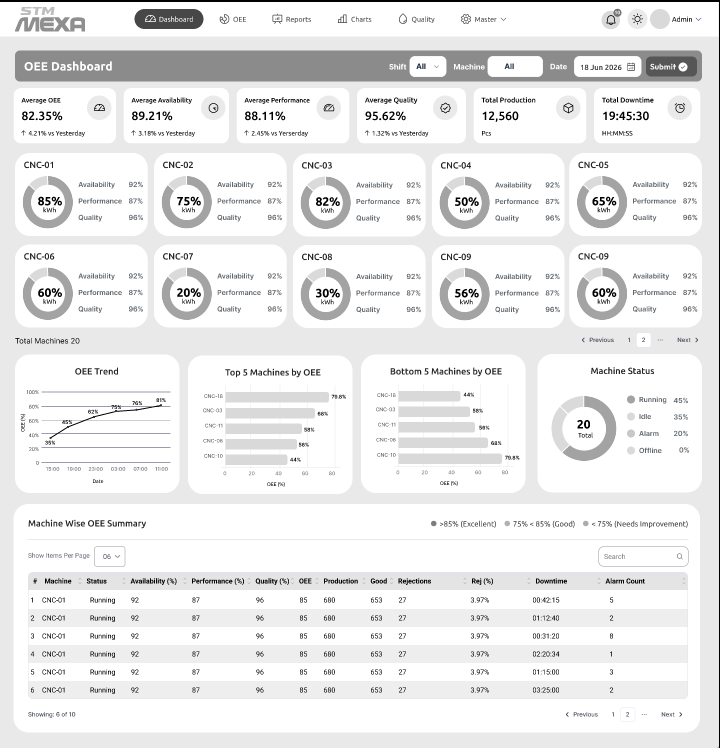 STM
MEXA
Dashboard OEE Reports Charts Quality Master Admin
OEE Dashboard Shift All Machine All Date 18 Jun 2026 Submit
Average OEE
82.35%
↑ 4.21% vs Yesterday
Average Availability
89.21%
↑ 3.18% vs Yesterday
Average Performance
88.11%
↑ 2.45% vs Yerserday
Average Quality
95.62%
↑ 1.32% vs Yesterday
Total Production
12,560
Pcs
Total Downtime
19:45:30
HH:MM:SS
CNC-01
85%
kWh
Availability 92%
Performance 87%
Quality 96%
CNC-02
75%
kWh
Availability 92%
Performance 87%
Quality 96%
CNC-03
82%
kWh
Availability 92%
Performance 87%
Quality 96%
CNC-04
50%
kWh
Availability 92%
Performance 87%
Quality 96%
CNC-05
65%
kWh
Availability 92%
Performance 87%
Quality 96%
CNC-06
60%
kWh
Availability 92%
Performance 87%
Quality 96%
CNC-07
20%
kWh
Availability 92%
Performance 87%
Quality 96%
CNC-08
30%
kWh
Availability 92%
Performance 87%
Quality 96%
CNC-09
56%
kWh
Availability 92%
Performance 87%
Quality 96%
CNC-09
60%
kWh
Availability 92%
Performance 87%
Quality 96%
Total Machines 20
< Previous 1 2 ... Next >
OEE Trend
OEE (%)
100%
80%
60%
40%
20%
0
35%
45%
62%
75%
76%
81%
15:00 19:00 23:00 03:00 07:00 11:00
Date
Top 5 Machines by OEE
CNC-18 79.8%
CNC-03 68%
CNC-11 58%
CNC-06 56%
CNC-10 44%
0 20 40 60 80
OEE (%)
Bottom 5 Machines by OEE
CNC-18 44%
CNC-03 58%
CNC-11 58%
CNC-06 68%
CNC-10 79.8%
0 20 40 60 80
OEE (%)
Machine Status
20
Total
Running 45%
Idle 35%
Alarm 20%
Offline 0%
Machine Wise OEE Summary
>85% (Excellent) 75% < 85% (Good) < 75% (Needs Improvement)
Show Items Per Page 06
Search
# Machine Status Availability (%) Performance (%) Quality (%) OEE Production Good Rejections Rej (%) Downtime Alarm Count
1 CNC-01 Running 92 87 96 85 680 653 27 3.97% 00:42:15 5
2 CNC-01 Running 92 87 96 85 680 653 27 3.97% 01:12:40 2
3 CNC-01 Running 92 87 96 85 680 653 27 3.97% 00:31:20 8
4 CNC-01 Running 92 87 96 85 680 653 27 3.97% 02:20:34 1
5 CNC-01 Running 92 87 96 85 680 653 27 3.97% 01:15:00 3
6 CNC-01 Running 92 87 96 85 680 653 27 3.97% 03:25:00 2
Showing: 6 of 10
< Previous 1 2 ... Next >